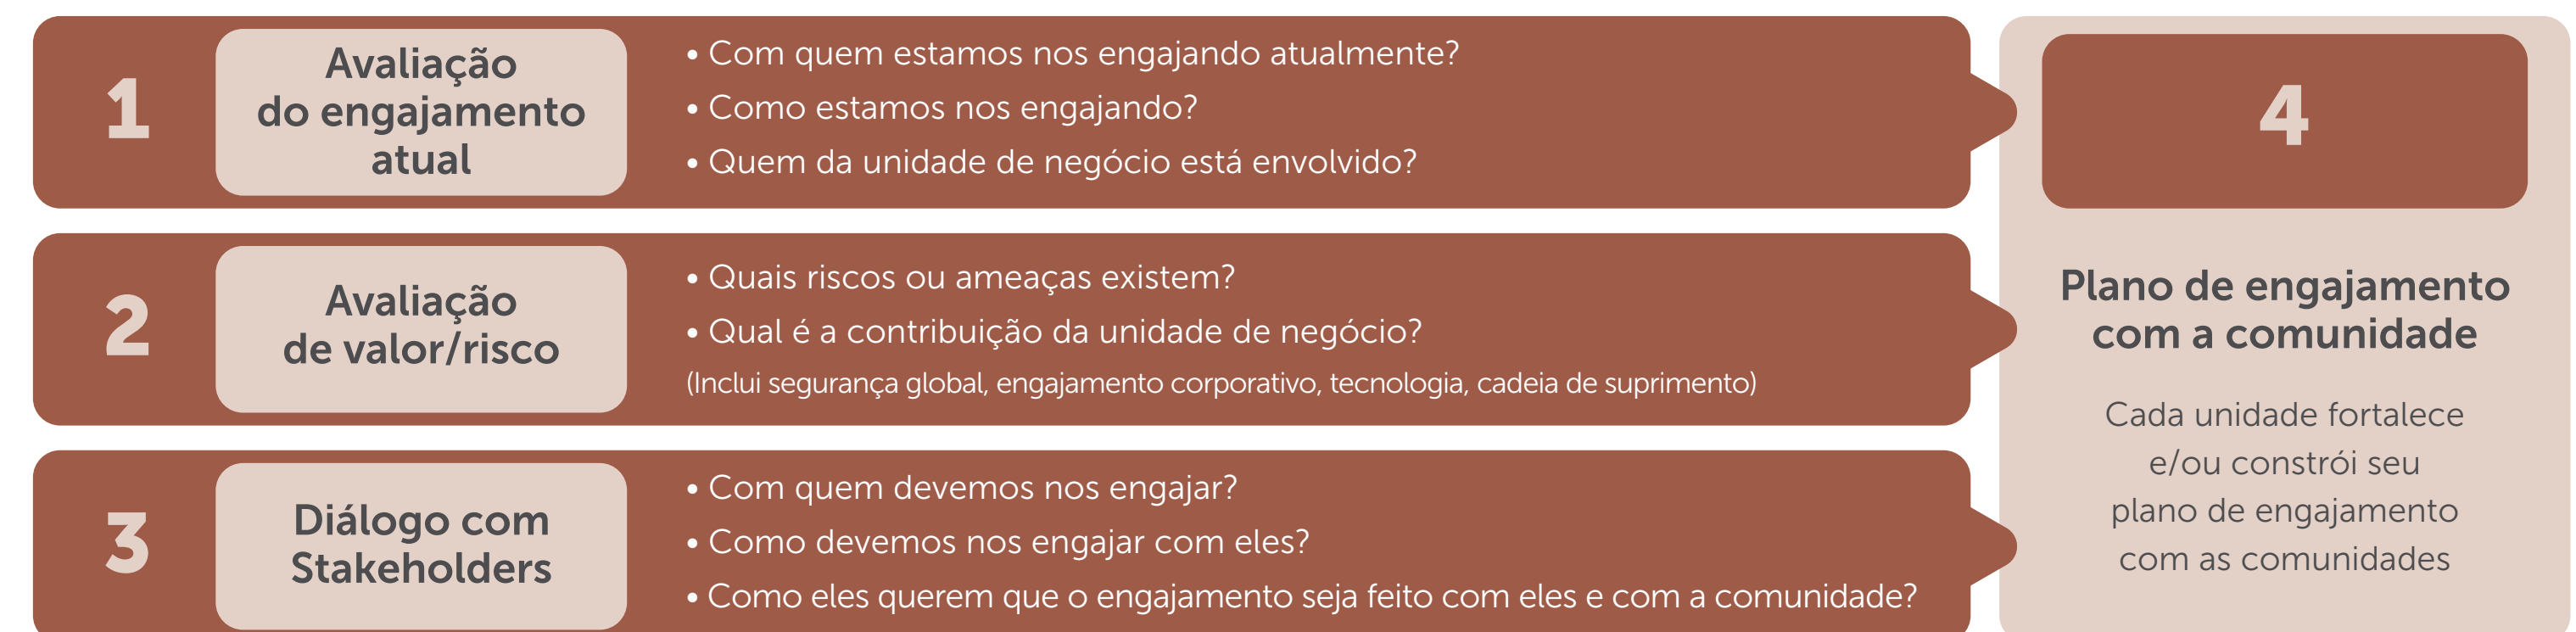 1
Avaliação
do engajamento
atual
• Com quem estamos nos engajando atualmente?
• Como estamos nos engajando?
• Quem da unidade de negócio está envolvido?
2
Avaliação
de valor/risco
• Quais riscos ou ameaças existem?
• Qual é a contribuição da unidade de negócio?
(Inclui segurança global, engajamento corporativo, tecnologia, cadeia de suprimento)
3
Diálogo com
Stakeholders
• Com quem devemos nos engajar?
• Como devemos nos engajar com eles?
• Como eles querem que o engajamento seja feito com eles e com a comunidade?
4
Plano de engajamento
com a comunidade
Cada unidade fortalece
e/ou constrói seu
plano de engajamento
com as comunidades